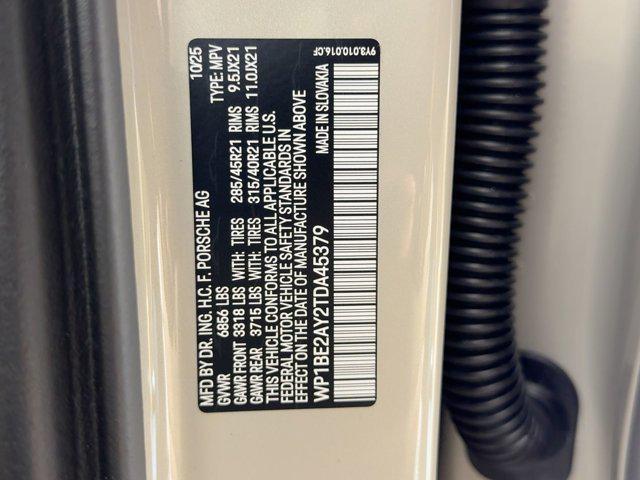 MFD BY DR. ING. H.C. F. PORSCHE AG 10/25
GVWR 6856 LBS TYPE: MPV
GAWR FRONT 3318 LBS WITH: TIRES 285/45R21 RIMS 9.5JX21
GAWR REAR 3715 LBS WITH: TIRES 315/40R21 RIMS 11.0JX21
THIS VEHICLE CONFORMS TO ALL APPLICABLE U.S.
FEDERAL MOTOR VEHICLE SAFETY STANDARDS IN
EFFECT ON THE DATE OF MANUFACTURE SHOWN ABOVE
WP1BE2AY2TDA45379 MADE IN SLOVAKIA
9Y3.010.016.CF